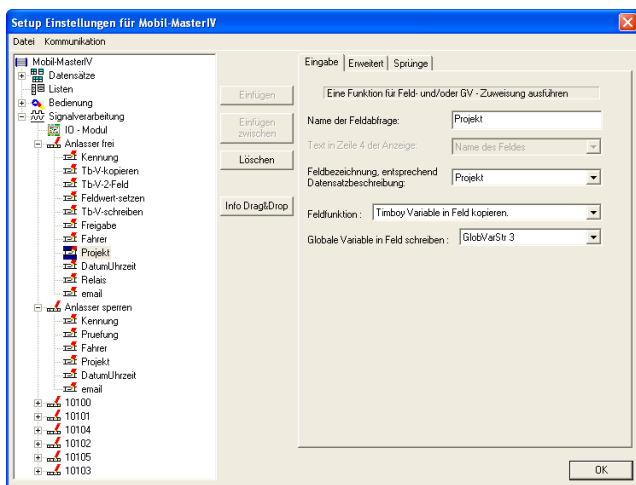 Setup Einstellungen für Mobil-MasterIV
Datei Kommunikation
Mobil-MasterIV
Datensätze
Listen
Bedienung
Signalverarbeitung
IO - Modul
Anlasser frei
Kennung
Tb-V-kopieren
Tb-V-2-Feld
Feldwert-setzen
Tb-V-schreiben
Freigabe
Fahrer
Projekt
DatumUhrzeit
Relais
email
Anlasser sperren
Kennung
Pruefung
Fahrer
Projekt
DatumUhrzeit
email
10100
10101
10104
10102
10105
10103
Einfügen
Einfügen
zwischen
Löschen
Info Drag&Drop
Eingabe Erweitert Sprünge
Eine Funktion für Feld- und/oder GV - Zuweisung ausführen
Name der Feldabfrage: Projekt
Text in Zeile 4 der Anzeige: Name des Feldes
Feldbezeichnung, entsprechend
Datensatzbeschreibung: Projekt
Feldfunktion : Timboy Variable in Feld kopieren.
Globale Variable in Feld schreiben : GlobVarStr 3
OK